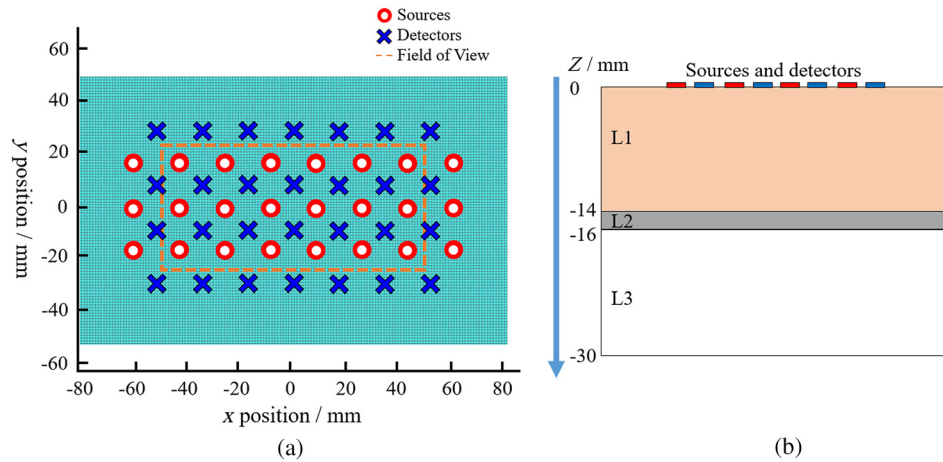 Sources
Detectors
Field of View
60
40
20
0
-20
-40
-60
y position / mm
-80 -60 -40 -20 0 20 40 60 80
x position / mm
(a)
Z / mm
Sources and detectors
0
L1
-14
L2
-16
L3
-30
(b)